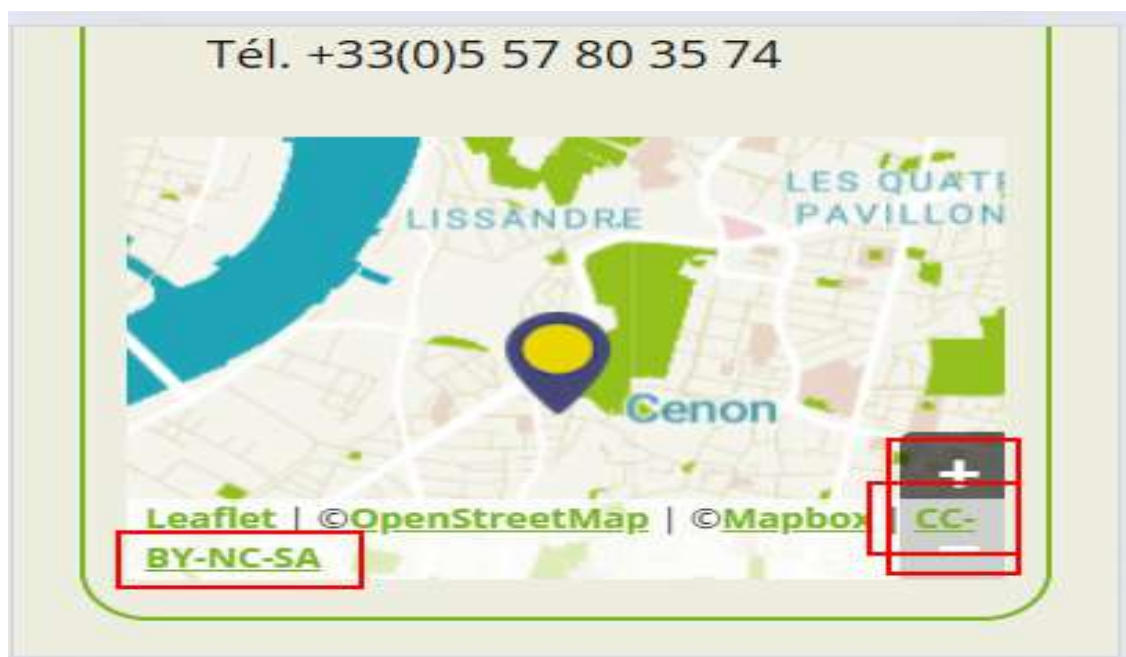 Tél. +33(0)5 57 80 35 74
LES QUATR
LISSANDRE
PAVILLON
Cenon
+
Leaflet | ©OpenStreetMap | ©Mapbox | CC-
BY-NC-SA